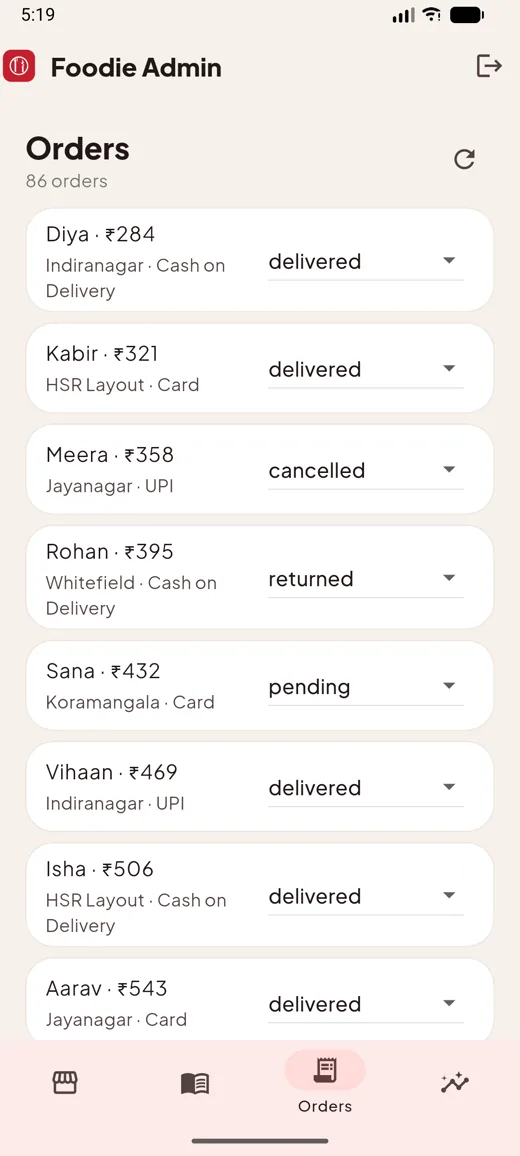 5:19
Foodie Admin
Orders
86 orders
Diya · ₹284
Indiranagar · Cash on
Delivery
delivered
Kabir · ₹321
HSR Layout · Card
delivered
Meera · ₹358
Jayanagar · UPI
cancelled
Rohan · ₹395
Whitefield · Cash on
Delivery
returned
Sana · ₹432
Koramangala · Card
pending
Vihaan · ₹469
Indiranagar · UPI
delivered
Isha · ₹506
HSR Layout · Cash on
Delivery
delivered
Aarav · ₹543
Jayanagar · Card
delivered
Orders